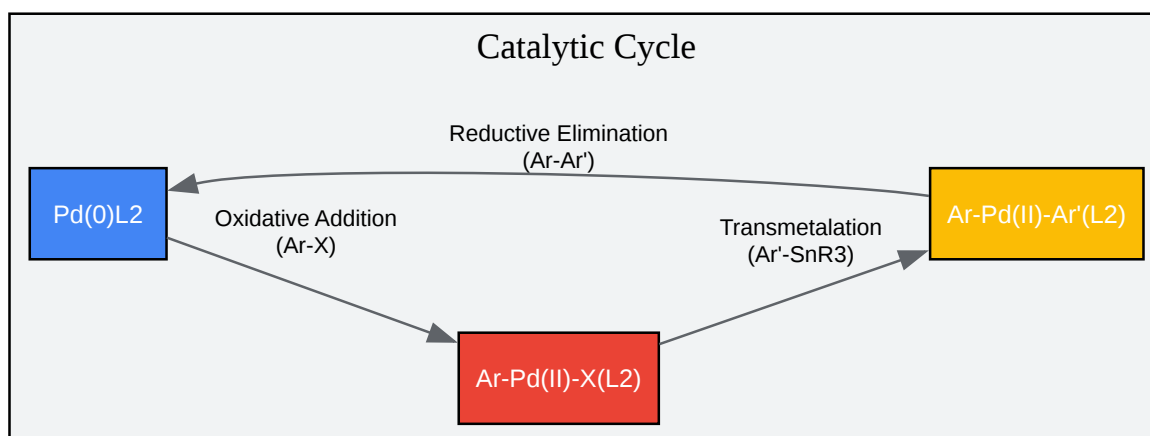 Catalytic Cycle
Reductive Elimination
(Ar-Ar')
Pd(0)L2
Oxidative Addition
(Ar-X)
Transmetalation
(Ar'-SnR3)
Ar-Pd(II)-Ar'(L2)
Ar-Pd(II)-X(L2)